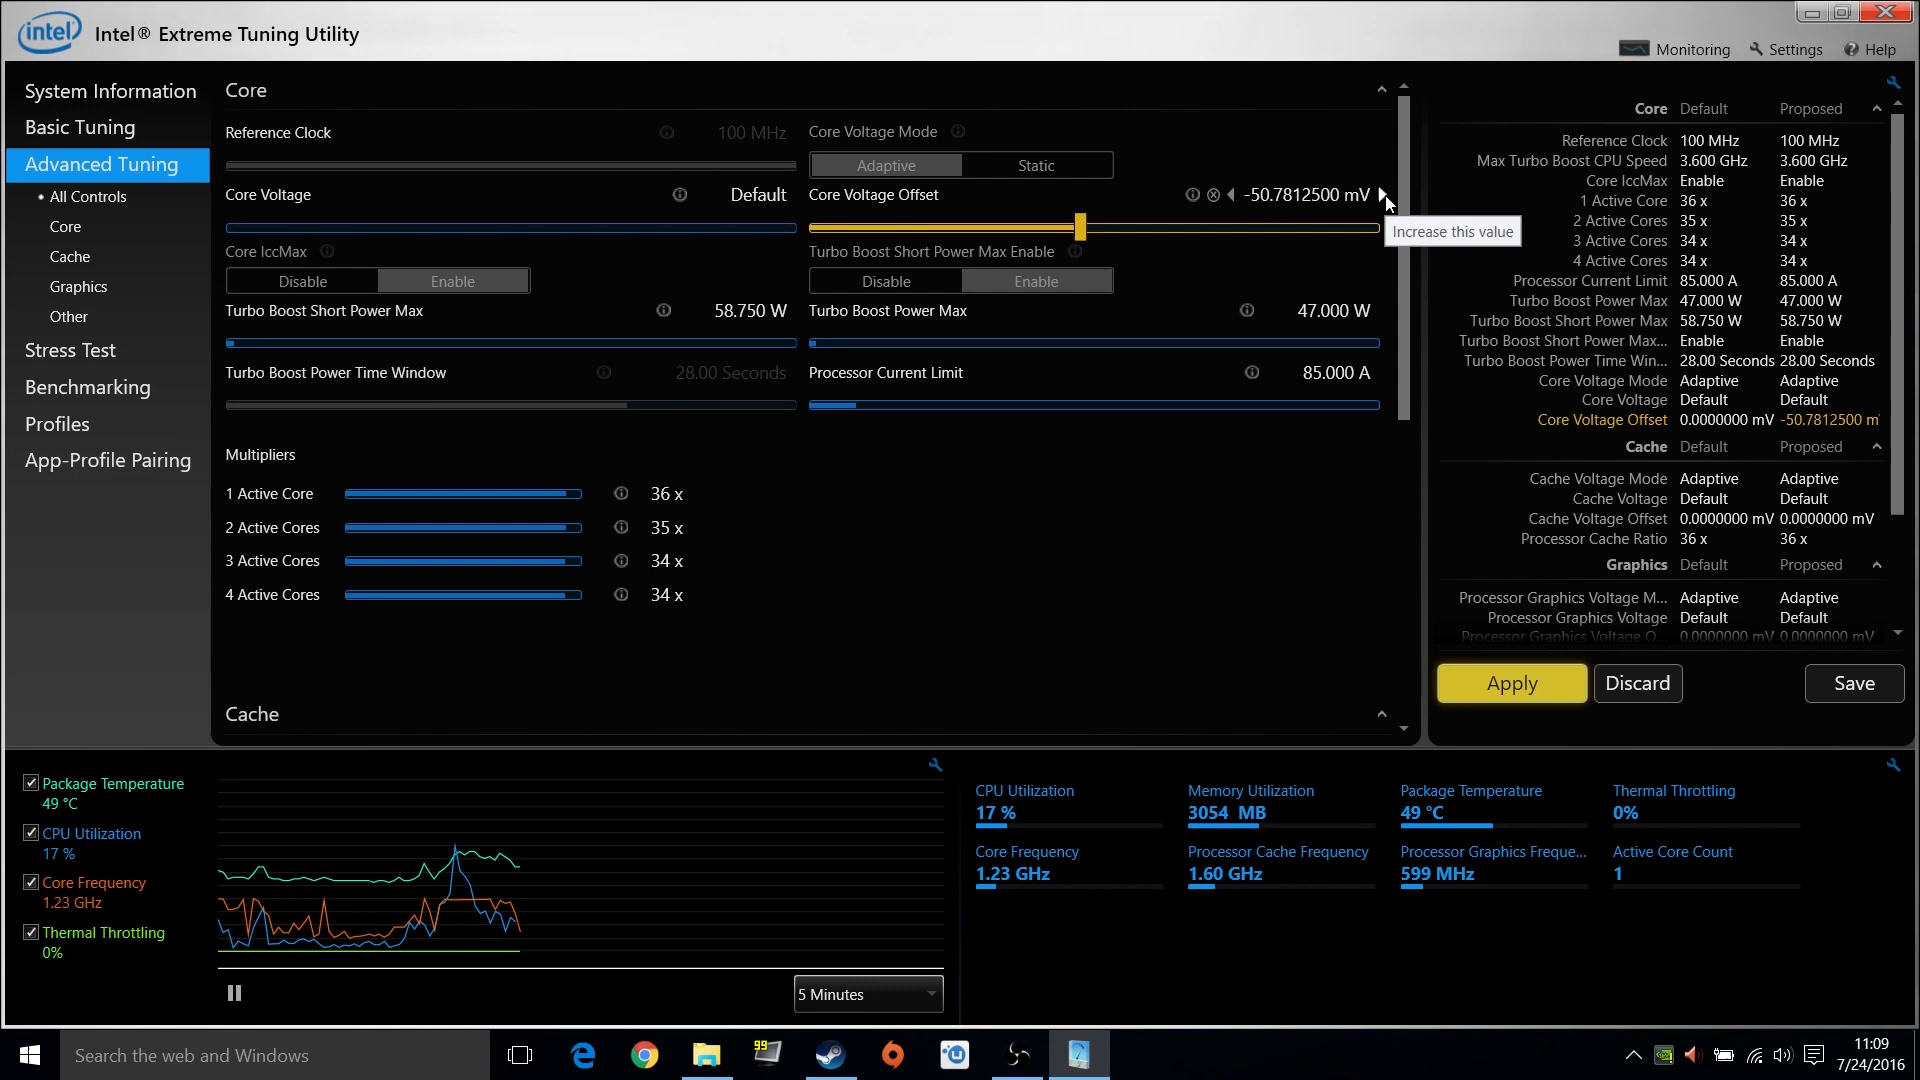 intel
Intel® Extreme Tuning Utility
Monitoring
Settings
Help
System Information
Basic Tuning
Advanced Tuning
• All Controls
Core
Cache
Graphics
Other
Stress Test
Benchmarking
Profiles
App-Profile Pairing
Core
Reference Clock
100 MHz
Core Voltage Mode
Adaptive
Static
Core Voltage
Default
Core Voltage Offset
-50.7812500 mV
Increase this value
Core IccMax
Disable
Enable
Turbo Boost Short Power Max Enable
Disable
Enable
Turbo Boost Short Power Max
58.750 W
Turbo Boost Power Max
47.000 W
Turbo Boost Power Time Window
28.00 Seconds
Processor Current Limit
85.000 A
Multipliers
1 Active Core 36 x
2 Active Cores 35 x
3 Active Cores 34 x
4 Active Cores 34 x
Cache
Core Default Proposed
Reference Clock 100 MHz 100 MHz
Max Turbo Boost CPU Speed 3.600 GHz 3.600 GHz
Core IccMax Enable Enable
1 Active Core 36 x 36 x
2 Active Cores 35 x 35 x
3 Active Cores 34 x 34 x
4 Active Cores 34 x 34 x
Processor Current Limit 85.000 A 85.000 A
Turbo Boost Power Max 47.000 W 47.000 W
Turbo Boost Short Power Max 58.750 W 58.750 W
Turbo Boost Short Power Max... Enable Enable
Turbo Boost Power Time Win... 28.00 Seconds 28.00 Seconds
Core Voltage Mode Adaptive Adaptive
Core Voltage Default Default
Core Voltage Offset 0.0000000 mV -50.7812500 m
Cache Default Proposed
Cache Voltage Mode Adaptive Adaptive
Cache Voltage Default Default
Cache Voltage Offset 0.0000000 mV 0.0000000 mV
Processor Cache Ratio 36 x 36 x
Graphics Default Proposed
Processor Graphics Voltage M... Adaptive Adaptive
Processor Graphics Voltage Default Default
Processor Graphics Voltage O... 0.0000000 mV 0.0000000 mV
Apply
Discard
Save
Package Temperature
49 °C
CPU Utilization
17 %
Core Frequency
1.23 GHz
Thermal Throttling
0%
5 Minutes
CPU Utilization
17 %
Memory Utilization
3054 MB
Package Temperature
49 °C
Thermal Throttling
0%
Core Frequency
1.23 GHz
Processor Cache Frequency
1.60 GHz
Processor Graphics Freque...
599 MHz
Active Core Count
1
Search the web and Windows
99
11:09
7/24/2016